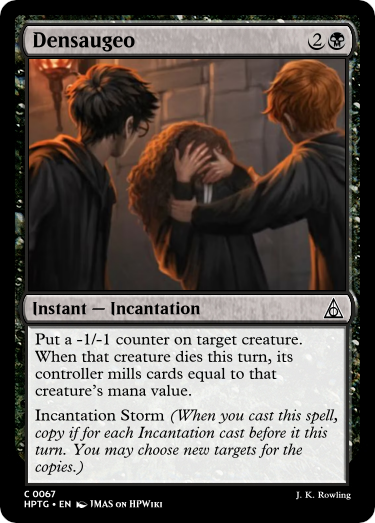 Densaugeo 2
Instant — Incantation
Put a -1/-1 counter on target creature.
When that creature dies this turn, its
controller mills cards equal to that
creature's mana value.
Incantation Storm (When you cast this spell,
copy if for each Incantation cast before it this
turn. You may choose new targets for the
copies.)
C 0067 J. K. Rowling
HPTG • EN JMAS ON HPWIKI